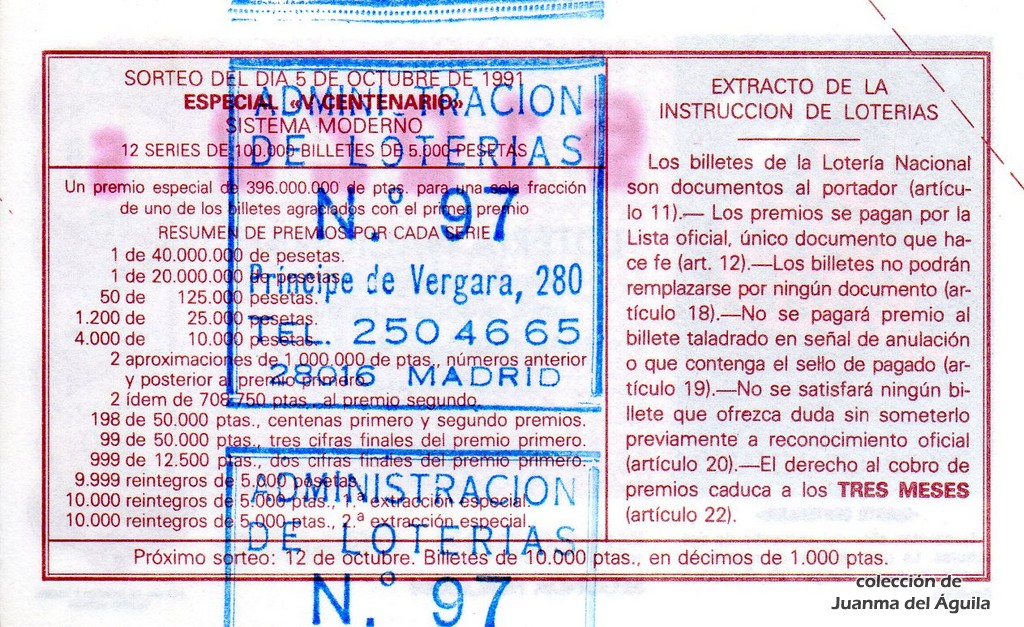 SORTEO DEL DIA 5 DE OCTUBRE DE 1991
ESPECIAL «V CENTENARIO»
SISTEMA MODERNO
12 SERIES DE 100.000 BILLETES DE 5.000 PESETAS
Un premio especial de 396.000.000 de ptas. para una sola fracción
de uno de los billetes agraciados con el primer premio
RESUMEN DE PREMIOS POR CADA SERIE
1 de 40.000.000 de pesetas.
1 de 20.000.000 de pesetas.
50 de 125.000 pesetas.
1.200 de 25.000 pesetas.
4.000 de 10.000 pesetas.
2 aproximaciones de 1.000.000 de ptas., números anterior
y posterior al premio primero.
2 ídem de 708.750 ptas., al premio segundo.
198 de 50.000 ptas., centenas primero y segundo premios.
99 de 50.000 ptas., tres cifras finales del premio primero.
999 de 12.500 ptas., dos cifras finales del premio primero.
9.999 reintegros de 5.000 pesetas.
10.000 reintegros de 5.000 ptas., 1.ª extracción especial.
10.000 reintegros de 5.000 ptas., 2.ª extracción especial.
EXTRACTO DE LA
INSTRUCCION DE LOTERIAS
Los billetes de la Lotería Nacional
son documentos al portador (artícu-
lo 11).— Los premios se pagan por la
Lista oficial, único documento que ha-
ce fe (art. 12).—Los billetes no podrán
remplazarse por ningún documento (ar-
tículo 18).—No se pagará premio al
billete taladrado en señal de anulación
o que contenga el sello de pagado (ar-
tículo 19).—No se satisfará ningún bi-
llete que ofrezca duda sin someterlo
previamente a reconocimiento oficial
(artículo 20).—El derecho al cobro de
premios caduca a los TRES MESES
(artículo 22).
Próximo sorteo: 12 de octubre. Billetes de 10.000 ptas., en décimos de 1.000 ptas.
ADMINISTRACION
DE LOTERIAS
N.º 97
Príncipe de Vergara, 280
TEL. 250 46 65
28016 MADRID
ADMINISTRACION
DE LOTERIAS
N.º 97
colección de
Juanma del Águila